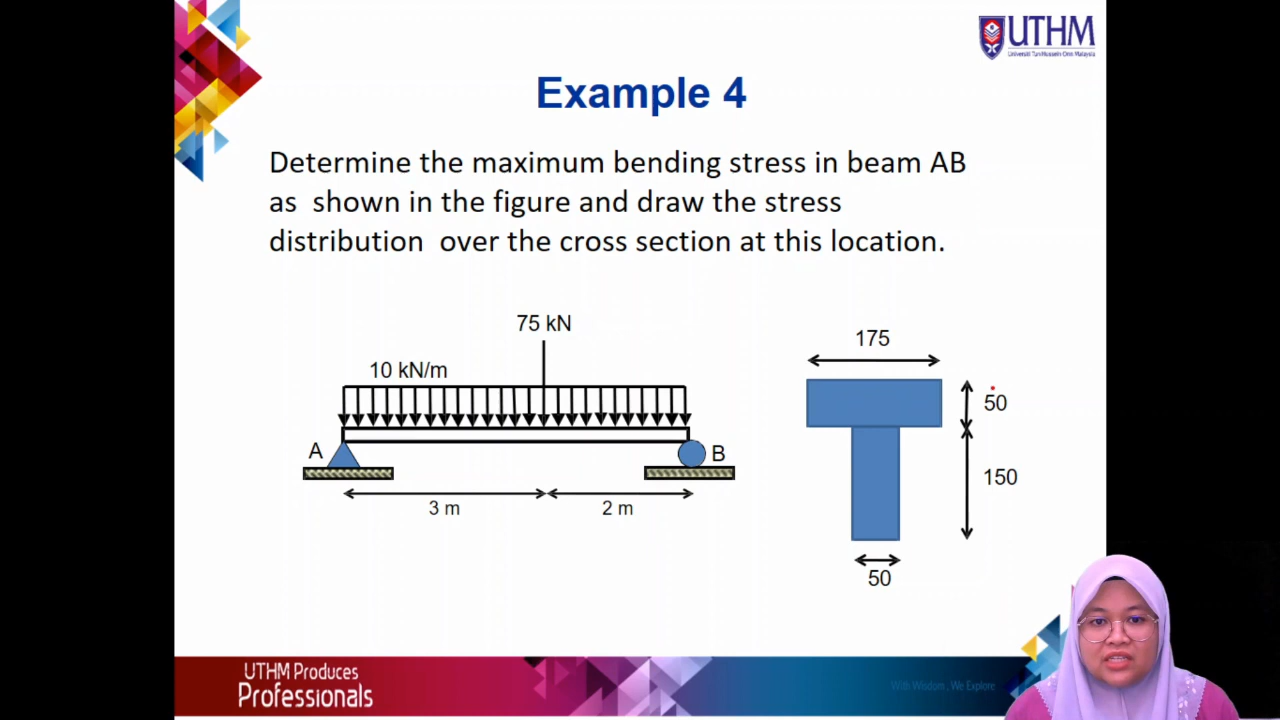 UTHM
Universiti Tun Hussein Onn Malaysia
Example 4
Determine the maximum bending stress in beam AB
as shown in the figure and draw the stress
distribution over the cross section at this location.
75 kN
10 kN/m
A
B
3 m
2 m
175
50
150
50
UTHM Produces
Professionals
With Wisdom, We Explore